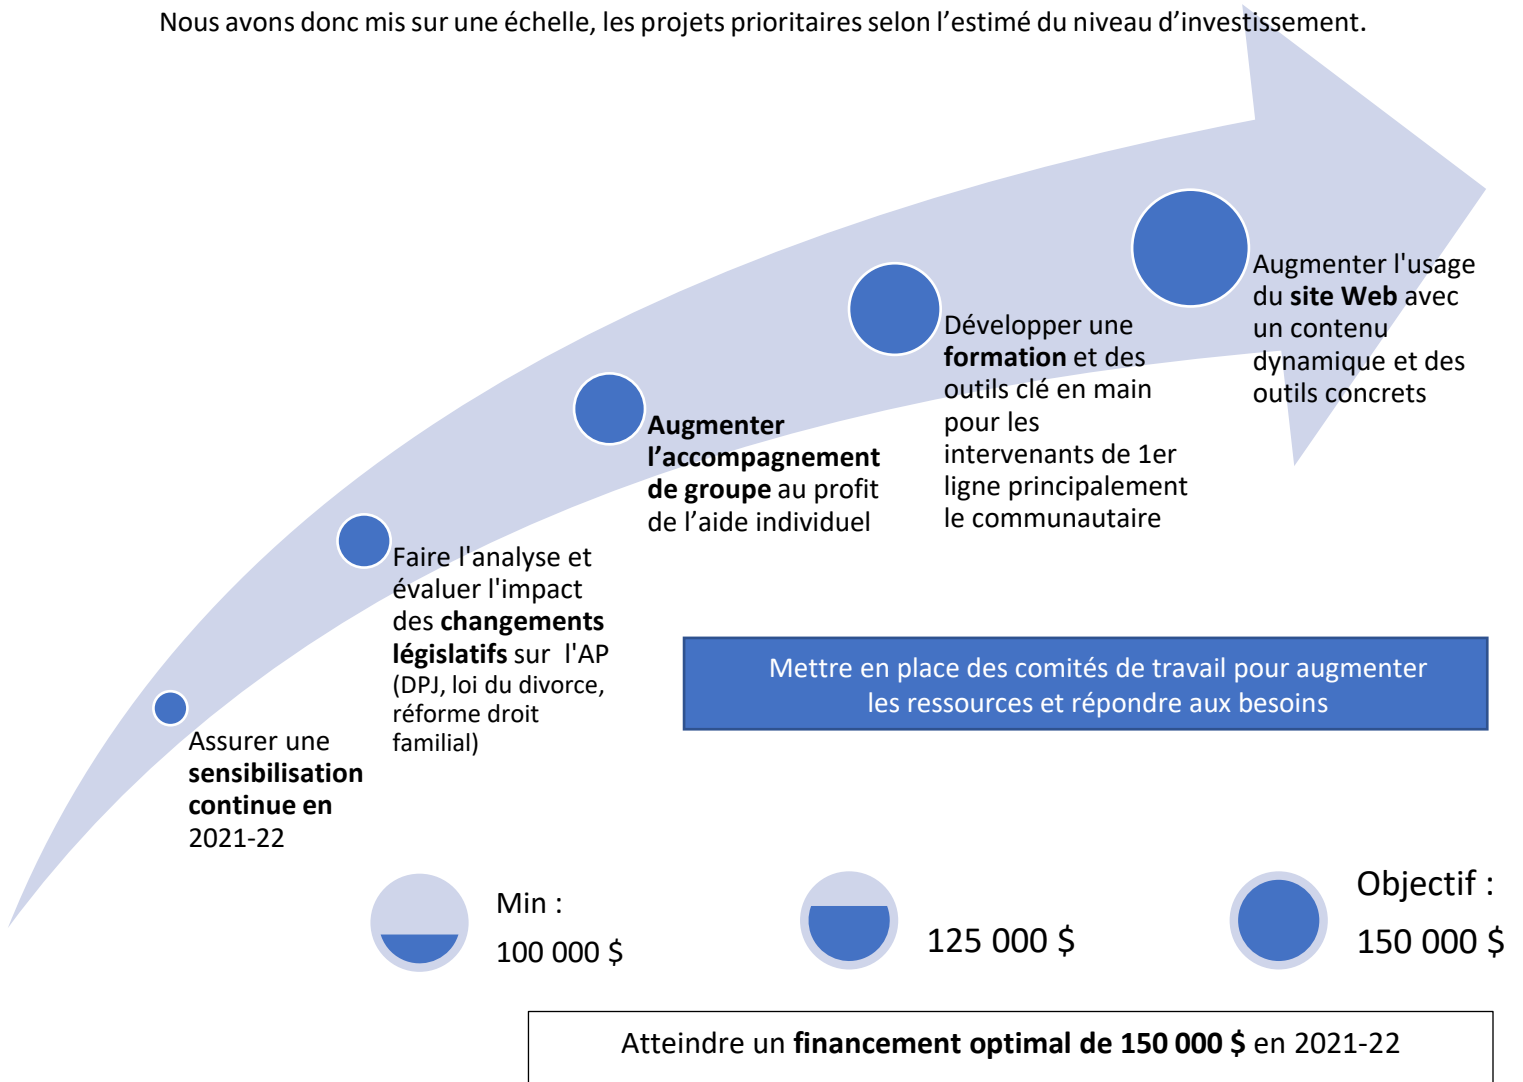 Nous avons donc mis sur une échelle, les projets prioritaires selon l’estimé du niveau d’investissement.
Assurer une
sensibilisation
continue en
2021-22
Faire l'analyse et
évaluer l'impact
des changements
législatifs sur l'AP
(DPJ, loi du divorce,
réforme droit
familial)
Augmenter
l’accompagnement
de groupe au profit
de l’aide individuel
Développer une
formation et des
outils clé en main
pour les
intervenants de 1er
ligne principalement
le communautaire
Augmenter l'usage
du site Web avec
un contenu
dynamique et des
outils concrets
Mettre en place des comités de travail pour augmenter
les ressources et répondre aux besoins
Min :
100 000 $
125 000 $
Objectif :
150 000 $
Atteindre un financement optimal de 150 000 $ en 2021-22